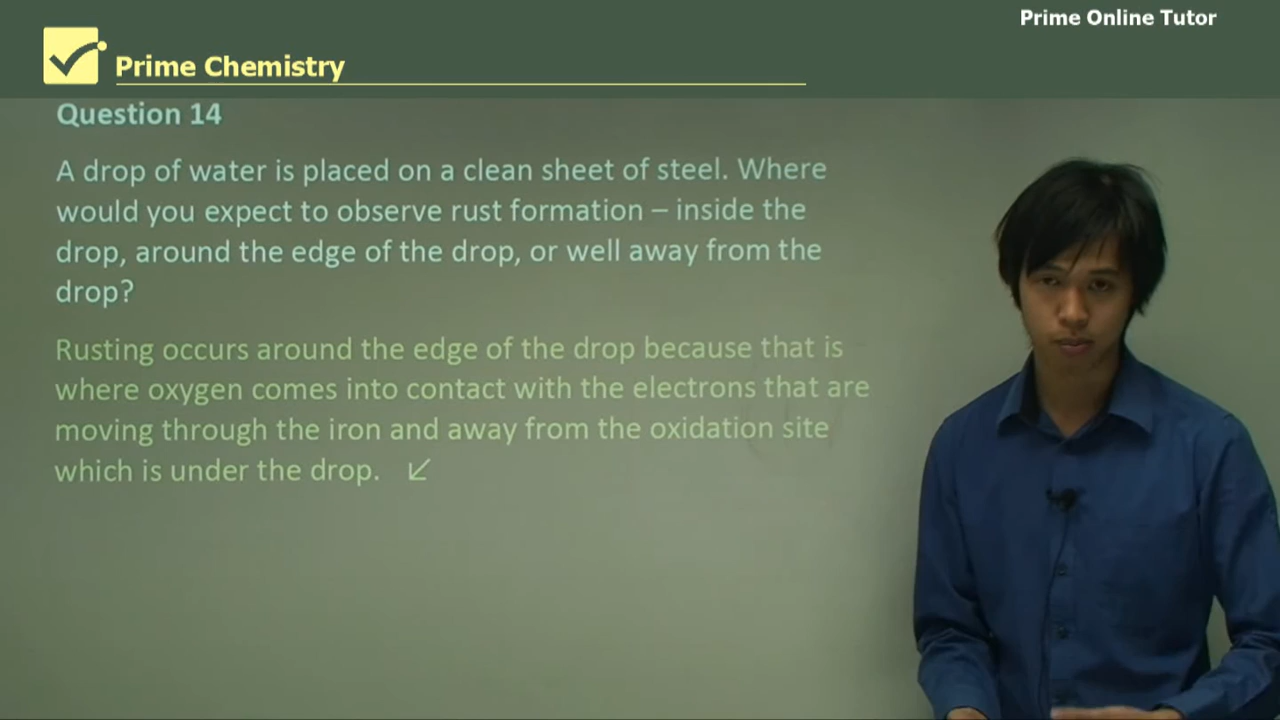 Prime Online Tutor
Prime Chemistry
Question 14
A drop of water is placed on a clean sheet of steel. Where
would you expect to observe rust formation – inside the
drop, around the edge of the drop, or well away from the
drop?
Rusting occurs around the edge of the drop because that is
where oxygen comes into contact with the electrons that are
moving through the iron and away from the oxidation site
which is under the drop. ↙